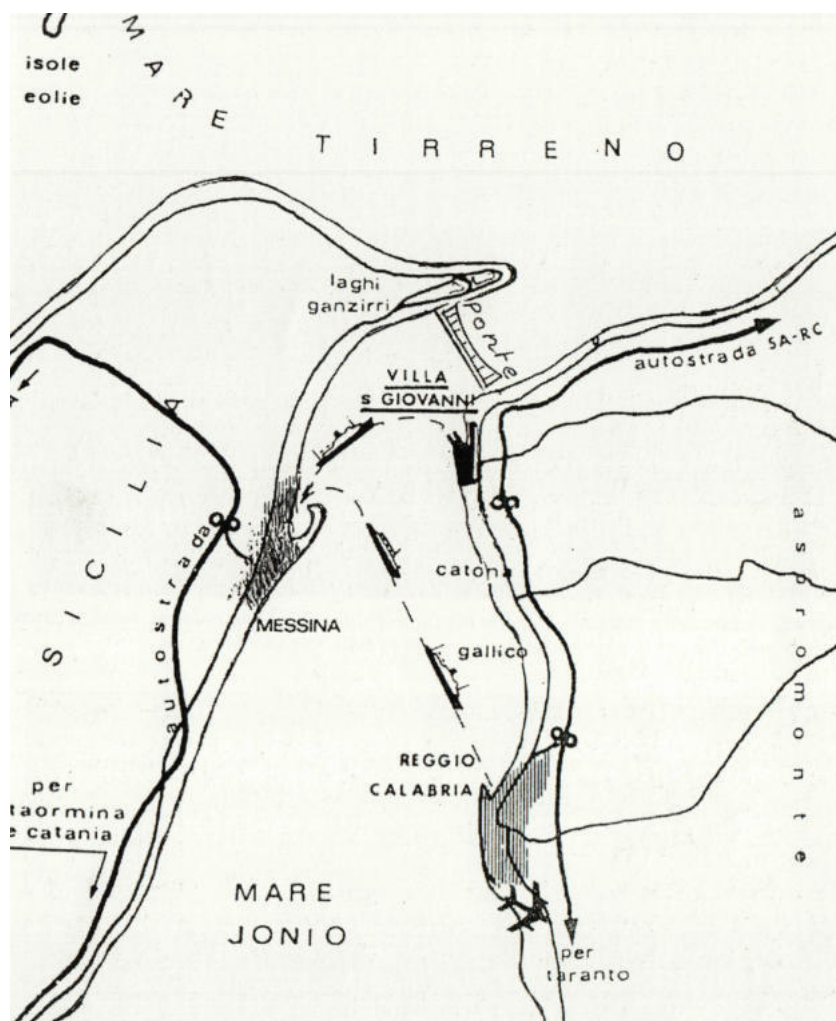 MARE
TIRRENO
isole
eolie
laghi
ganzirri
ponte
autostrada SA-RC
VILLA
S GIOVANNI
SICILIA
autostrada
MESSINA
catona
gallico
aspromonte
REGGIO
CALABRIA
per
taormina
e catania
MARE
JONIO
per
taranto